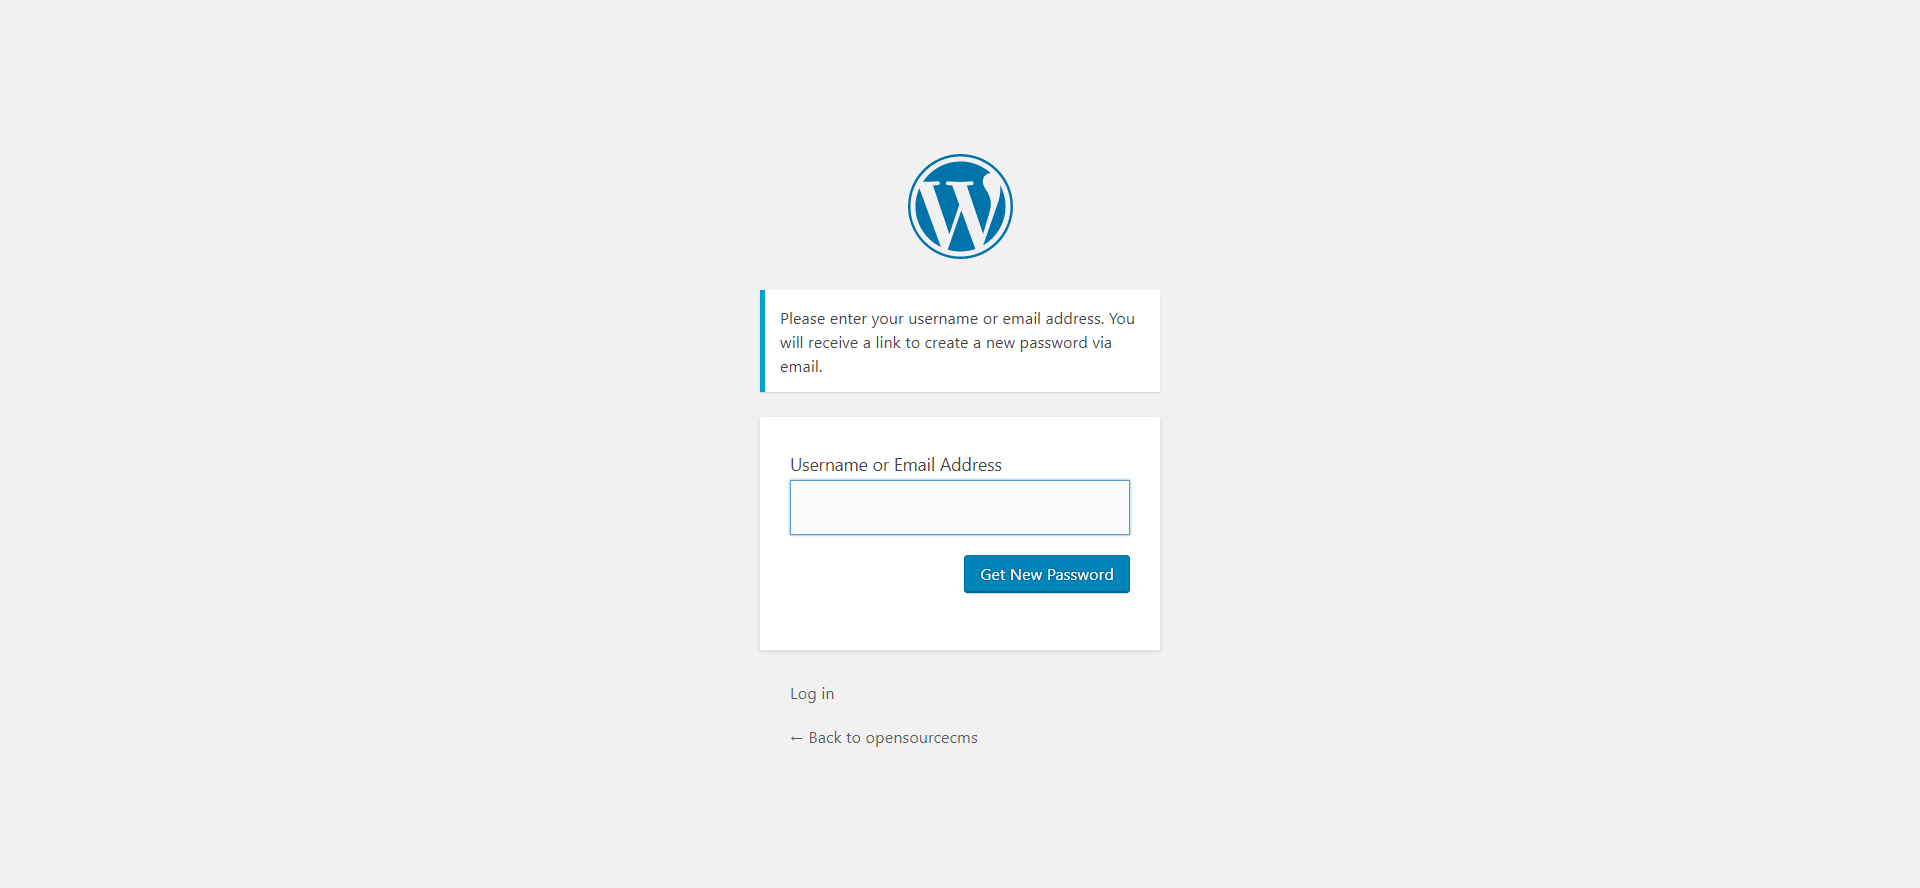 Please enter your username or email address. You
will receive a link to create a new password via
email.
Username or Email Address
Get New Password
Log in
← Back to opensourcecms